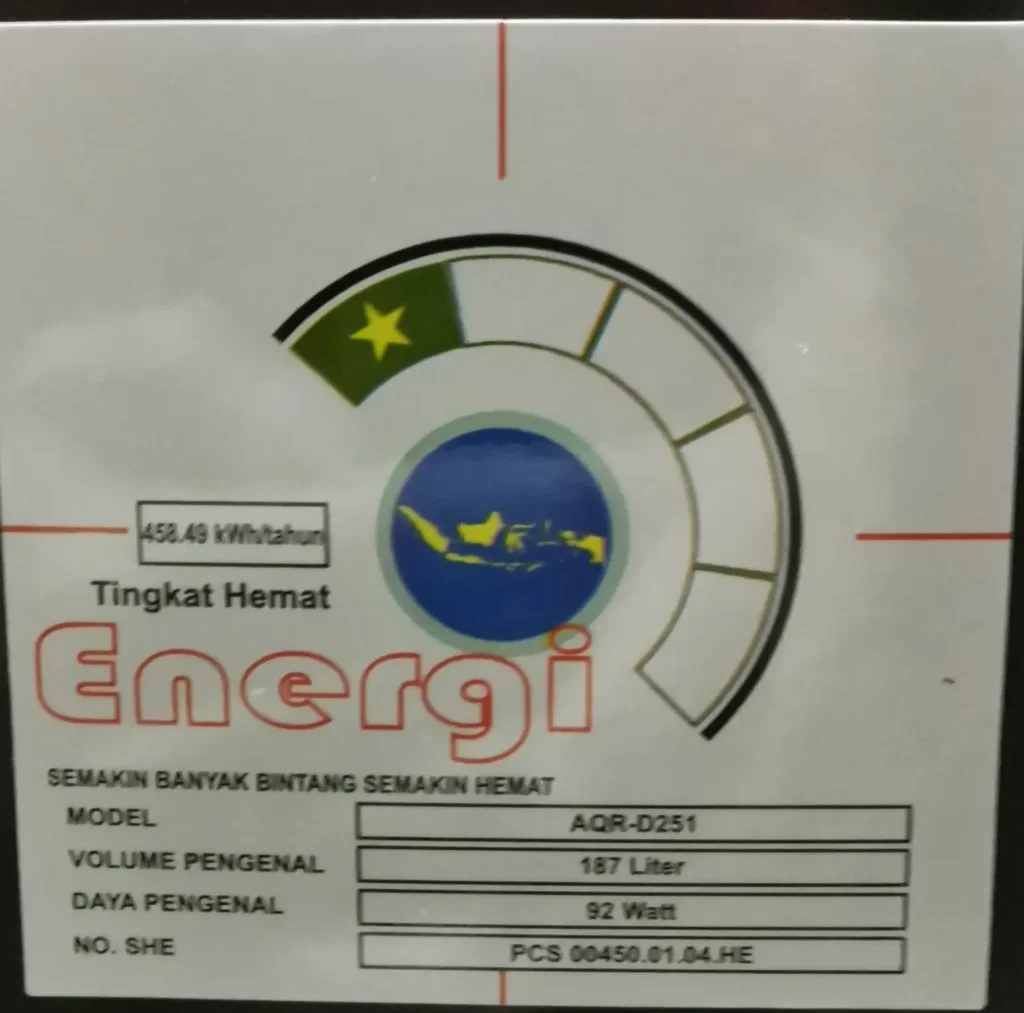 458.49 kWh/tahun
Tingkat Hemat
Energi
SEMAKIN BANYAK BINTANG SEMAKIN HEMAT
MODEL AQR-D251
VOLUME PENGENAL 187 Liter
DAYA PENGENAL 92 Watt
NO. SHE PCS 00450.01.04.HE